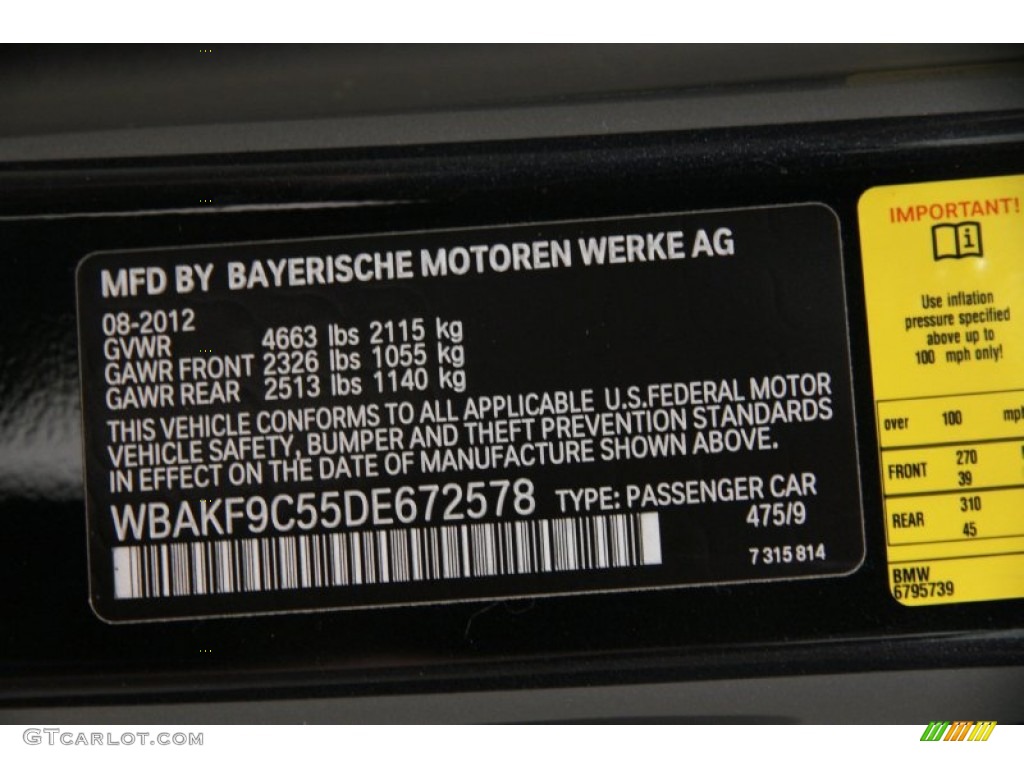 MFD BY BAYERISCHE MOTOREN WERKE AG
08-2012
GVWR 4663 lbs 2115 kg
GAWR FRONT 2326 lbs 1055 kg
GAWR REAR 2513 lbs 1140 kg
THIS VEHICLE CONFORMS TO ALL APPLICABLE U.S.FEDERAL MOTOR
VEHICLE SAFETY, BUMPER AND THEFT PREVENTION STANDARDS
IN EFFECT ON THE DATE OF MANUFACTURE SHOWN ABOVE.
WBAKF9C55DE672578 TYPE: PASSENGER CAR
475/9
7 315 814
IMPORTANT!
Use inflation
pressure specified
above up to
100 mph only!
over 100 mph
FRONT 270
39
REAR 310
45
BMW
6795739
GTCARLOT.COM